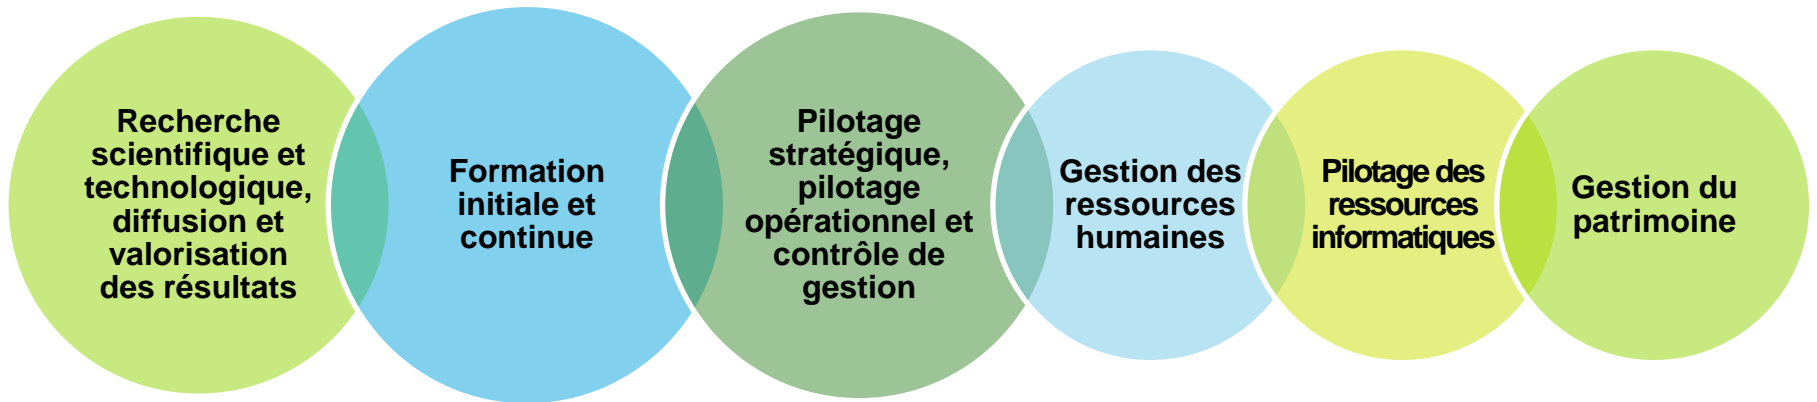 Recherche
scientifique et
technologique,
diffusion et
valorisation
des résultats
Formation
initiale et
continue
Pilotage
stratégique,
pilotage
opérationnel et
contrôle de
gestion
Gestion des
ressources
humaines
Pilotage des
ressources
informatiques
Gestion du
patrimoine